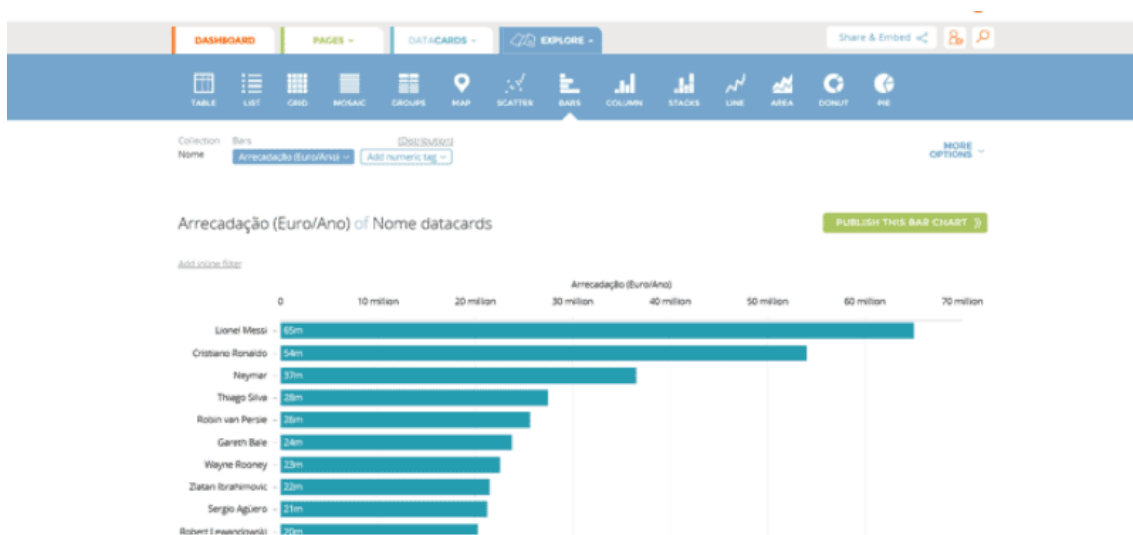 DASHBOARD PAGES DATACARDS EXPLORE Share & Embed
TABLE LIST GRID MOSAIC GROUPS MAP SCATTER BARS COLUMN STACKS LINE AREA DONUT PIE
Collection Bars (Distribution)
Nome Arrecadação (Euro/Ano) Add numeric tag
MORE OPTIONS
Arrecadação (Euro/Ano) of Nome datacards
PUBLISH THIS BAR CHART
Add inline filter
Arrecadação (Euro/Ano)
0 10 million 20 million 30 million 40 million 50 million 60 million 70 million
Lionel Messi 65m
Cristiano Ronaldo 54m
Neymar 37m
Thiago Silva 28m
Robin van Persie 26m
Gareth Bale 24m
Wayne Rooney 23m
Zlatan Ibrahimovic 22m
Sergio Agüero 21m
Robert Lewandowski 20m